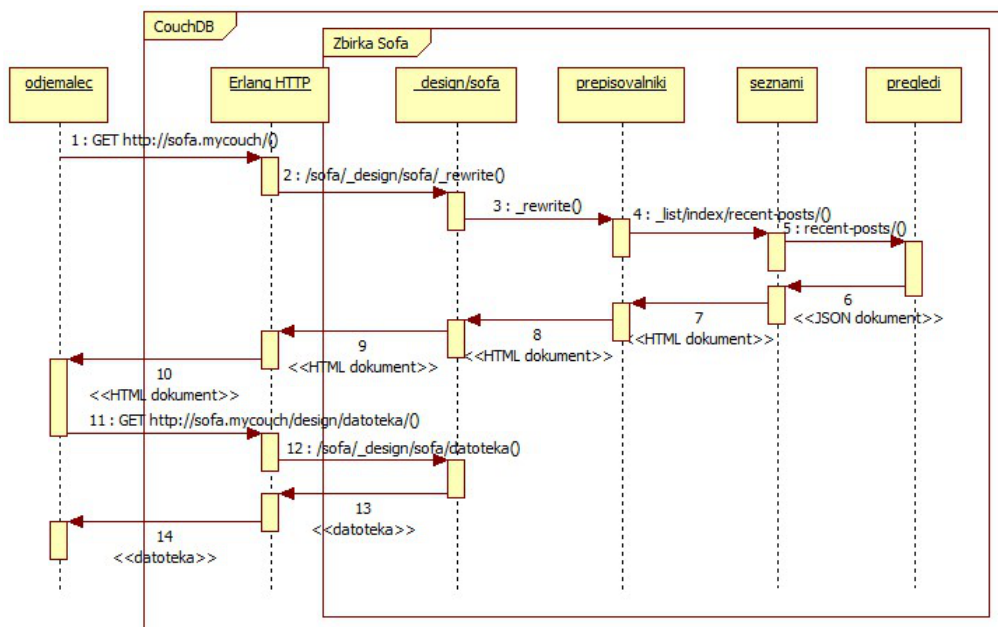 CouchDB
Zbirka Sofa
odjemalec
Erlang HTTP
_design/sofa
prepisovalniki
seznami
pregledi
1 : GET http://sofa.mycouch/()
2 : /sofa/_design/sofa/_rewrite()
3 : _rewrite()
4 : _list/index/recent-posts/()
5 : recent-posts/()
6
<<JSON dokument>>
7
<<HTML dokument>>
8
<<HTML dokument>>
9
<<HTML dokument>>
10
<<HTML dokument>>
11 : GET http://sofa.mycouch/design/datoteka/()
12 : /sofa/_design/sofa/datoteka()
13
<<datoteka>>
14
<<datoteka>>